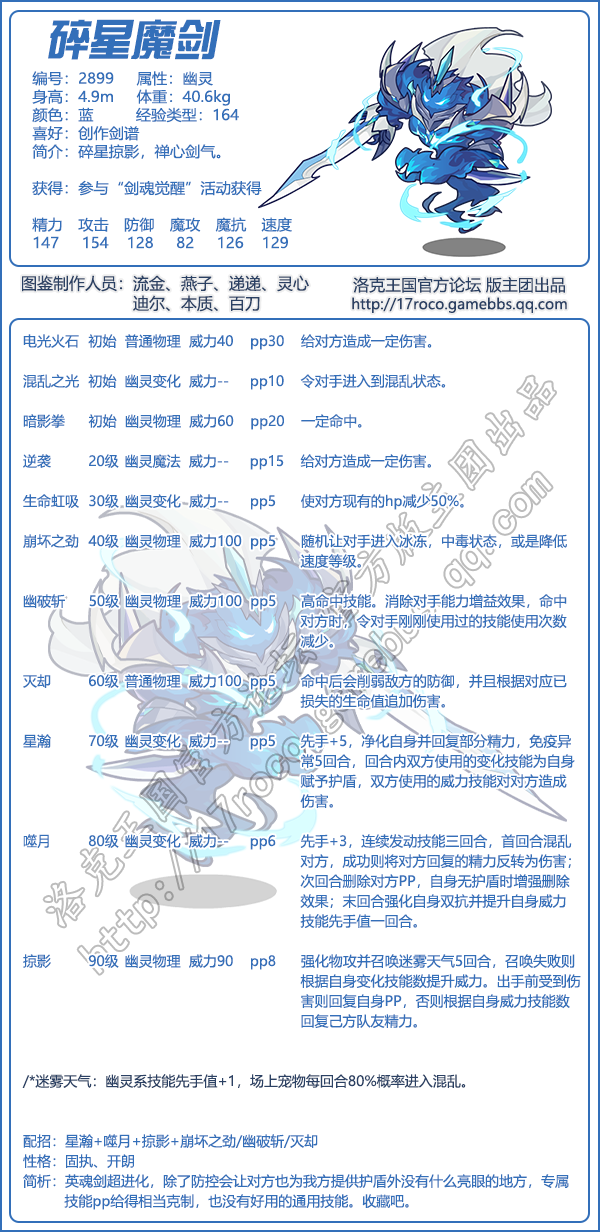 碎星魔剑
编号：2899 属性：幽灵
身高：4.9m 体重：40.6kg
颜色：蓝 经验类型：164
喜好：创作剑谱
简介：碎星掠影，禅心剑气。
获得：参与“剑魂觉醒”活动获得
精力 攻击 防御 魔攻 魔抗 速度
147 154 128 82 126 129
图鉴制作人员：流金、燕子、递递、灵心
迪尔、本质、百刀
洛克王国官方论坛 版主团出品
http://17roco.gamebbs.qq.com
电光火石 初始 普通物理 威力40 pp30 给对方造成一定伤害。
混乱之光 初始 幽灵变化 威力-- pp10 令对手进入到混乱状态。
暗影拳 初始 幽灵物理 威力60 pp20 一定命中。
逆袭 20级 幽灵魔法 威力-- pp15 给对方造成一定伤害。
生命虹吸 30级 幽灵变化 威力-- pp5 使对方现有的hp减少50%。
崩坏之劲 40级 幽灵物理 威力100 pp5 随机让对手进入冰冻，中毒状态，或是降低
速度等级。
幽破斩 50级 幽灵物理 威力100 pp5 高命中技能。消除对手能力增益效果，命中
对方时，令对手刚刚使用过的技能使用次数
减少。
灭却 60级 普通物理 威力100 pp5 命中后会削弱敌方的防御，并且根据对应已
损失的生命值追加伤害。
星瀚 70级 幽灵变化 威力-- pp5 先手+5，净化自身并回复部分精力，免疫异
常5回合，回合内双方使用的变化技能为自身
赋予护盾，双方使用的威力技能对对方造成
伤害。
噬月 80级 幽灵变化 威力-- pp6 先手+3，连续发动技能三回合，首回合混乱
对方，成功则将对方回复的精力反转为伤害；
次回合删除对方PP，自身无护盾时增强删除
效果；末回合强化自身双抗并提升自身威力
技能先手值一回合。
掠影 90级 幽灵物理 威力90 pp8 强化物攻并召唤迷雾天气5回合，召唤失败则
根据自身变化技能数提升威力。出手前受到伤
害则回复自身PP，否则根据自身威力技能数
回复己方队友精力。
/*迷雾天气：幽灵系技能先手值+1，场上宠物每回合80%概率进入混乱。
配招：星瀚+噬月+掠影+崩坏之劲/幽破斩/灭却
性格：固执、开朗
简析：英魂剑超进化，除了防控会让对方也为我方提供护盾外没有什么亮眼的地方，专属
技能pp给得相当克制，也没有好用的通用技能。收藏吧。
洛克王国官方论坛官方版主团出品
http://17roco.gamebbs.qq.com